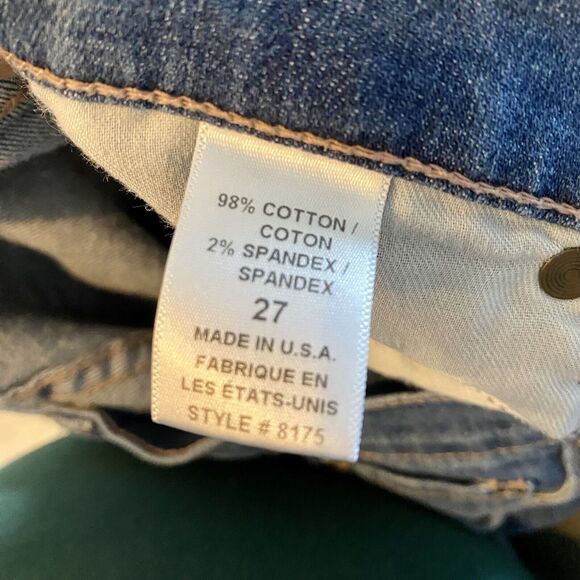 98% COTTON /
COTON
2% SPANDEX /
SPANDEX
27
MADE IN U.S.A.
FABRIQUE EN
LES ÉTATS-UNIS
STYLE # 8175